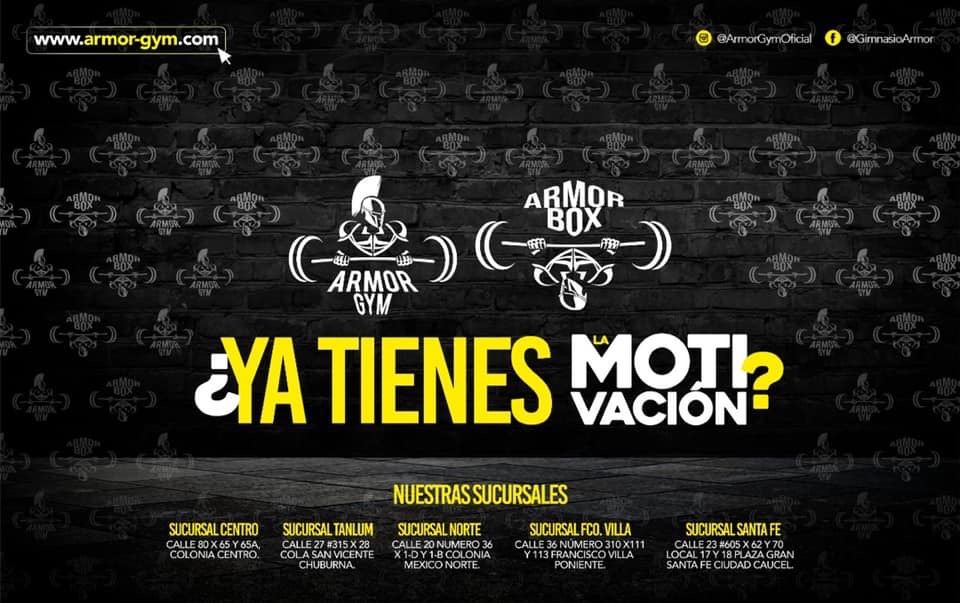 www.armor-gym.com
@ArmorGymOficial
@GimnasioArmor
ARMOR
GYM
ARMOR
BOX
¿YA TIENES
LA
MOTI
VACIÓN?
NUESTRAS SUCURSALES
SUCURSAL CENTRO
CALLE 80 X 65 Y 65A,
COLONIA CENTRO.
SUCURSAL TANLUM
CALLE 27 #315 X 28
COL.A SAN VICENTE
CHUBURNA.
SUCURSAL NORTE
CALLE 20 NUMERO 36
X 1-D Y 1-B COLONIA
MEXICO NORTE.
SUCURSAL FCO. VILLA
CALLE 36 NÚMERO 310 X111
Y 113 FRANCISCO VILLA
PONIENTE.
SUCURSAL SANTA FE
CALLE 23 #605 X 62 Y 70
LOCAL 17 Y 18 PLAZA GRAN
SANTA FE CIUDAD CAUCEL.